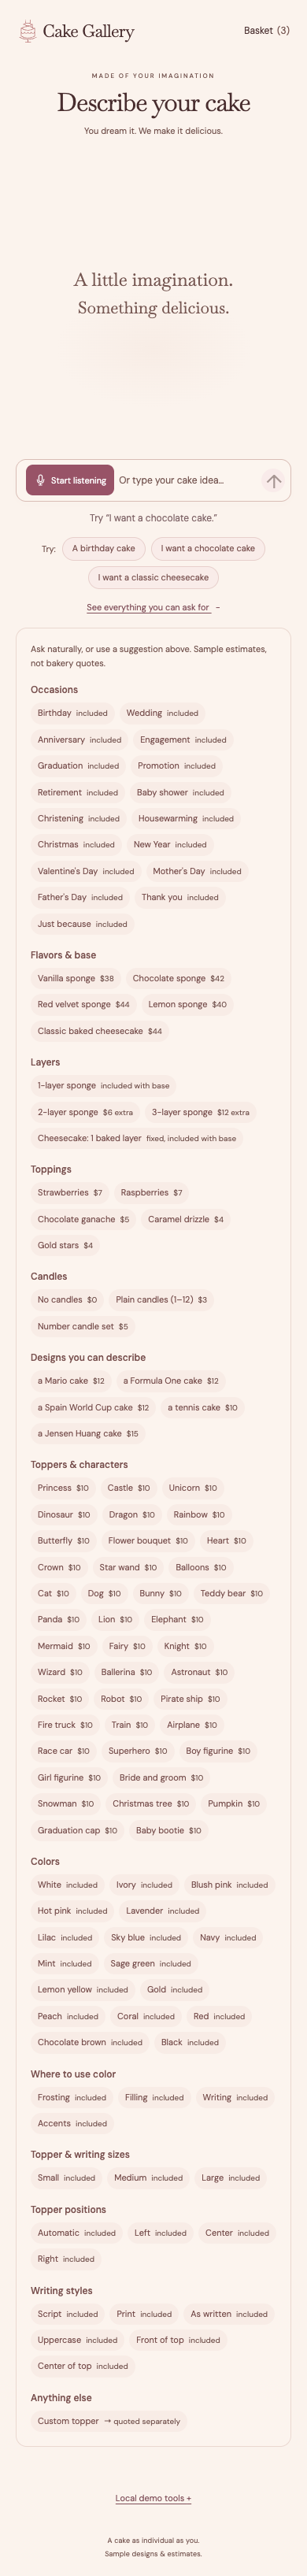 Cake Gallery
Basket (3)
MADE OF YOUR IMAGINATION
Describe your cake
You dream it. We make it delicious.
A little imagination.
Something delicious.
Start listening
Or type your cake idea...
Try “I want a chocolate cake.”
Try:
A birthday cake
I want a chocolate cake
I want a classic cheesecake
See everything you can ask for −
Ask naturally, or use a suggestion above. Sample estimates,
not bakery quotes.
Occasions
Birthday included Wedding included
Anniversary included Engagement included
Graduation included Promotion included
Retirement included Baby shower included
Christening included Housewarming included
Christmas included New Year included
Valentine's Day included Mother's Day included
Father's Day included Thank you included
Just because included
Flavors & base
Vanilla sponge $38 Chocolate sponge $42
Red velvet sponge $44 Lemon sponge $40
Classic baked cheesecake $44
Layers
1-layer sponge included with base
2-layer sponge $6 extra 3-layer sponge $12 extra
Cheesecake: 1 baked layer fixed, included with base
Toppings
Strawberries $7 Raspberries $7
Chocolate ganache $5 Caramel drizzle $4
Gold stars $4
Candles
No candles $0 Plain candles (1–12) $3
Number candle set $5
Designs you can describe
a Mario cake $12 a Formula One cake $12
a Spain World Cup cake $12 a tennis cake $10
a Jensen Huang cake $15
Toppers & characters
Princess $10 Castle $10 Unicorn $10
Dinosaur $10 Dragon $10 Rainbow $10
Butterfly $10 Flower bouquet $10 Heart $10
Crown $10 Star wand $10 Balloons $10
Cat $10 Dog $10 Bunny $10 Teddy bear $10
Panda $10 Lion $10 Elephant $10
Mermaid $10 Fairy $10 Knight $10
Wizard $10 Ballerina $10 Astronaut $10
Rocket $10 Robot $10 Pirate ship $10
Fire truck $10 Train $10 Airplane $10
Race car $10 Superhero $10 Boy figurine $10
Girl figurine $10 Bride and groom $10
Snowman $10 Christmas tree $10 Pumpkin $10
Graduation cap $10 Baby bootie $10
Colors
White included Ivory included Blush pink included
Hot pink included Lavender included
Lilac included Sky blue included Navy included
Mint included Sage green included
Lemon yellow included Gold included
Peach included Coral included Red included
Chocolate brown included Black included
Where to use color
Frosting included Filling included Writing included
Accents included
Topper & writing sizes
Small included Medium included Large included
Topper positions
Automatic included Left included Center included
Right included
Writing styles
Script included Print included As written included
Uppercase included Front of top included
Center of top included
Anything else
Custom topper → quoted separately
Local demo tools +
A cake as individual as you.
Sample designs & estimates.